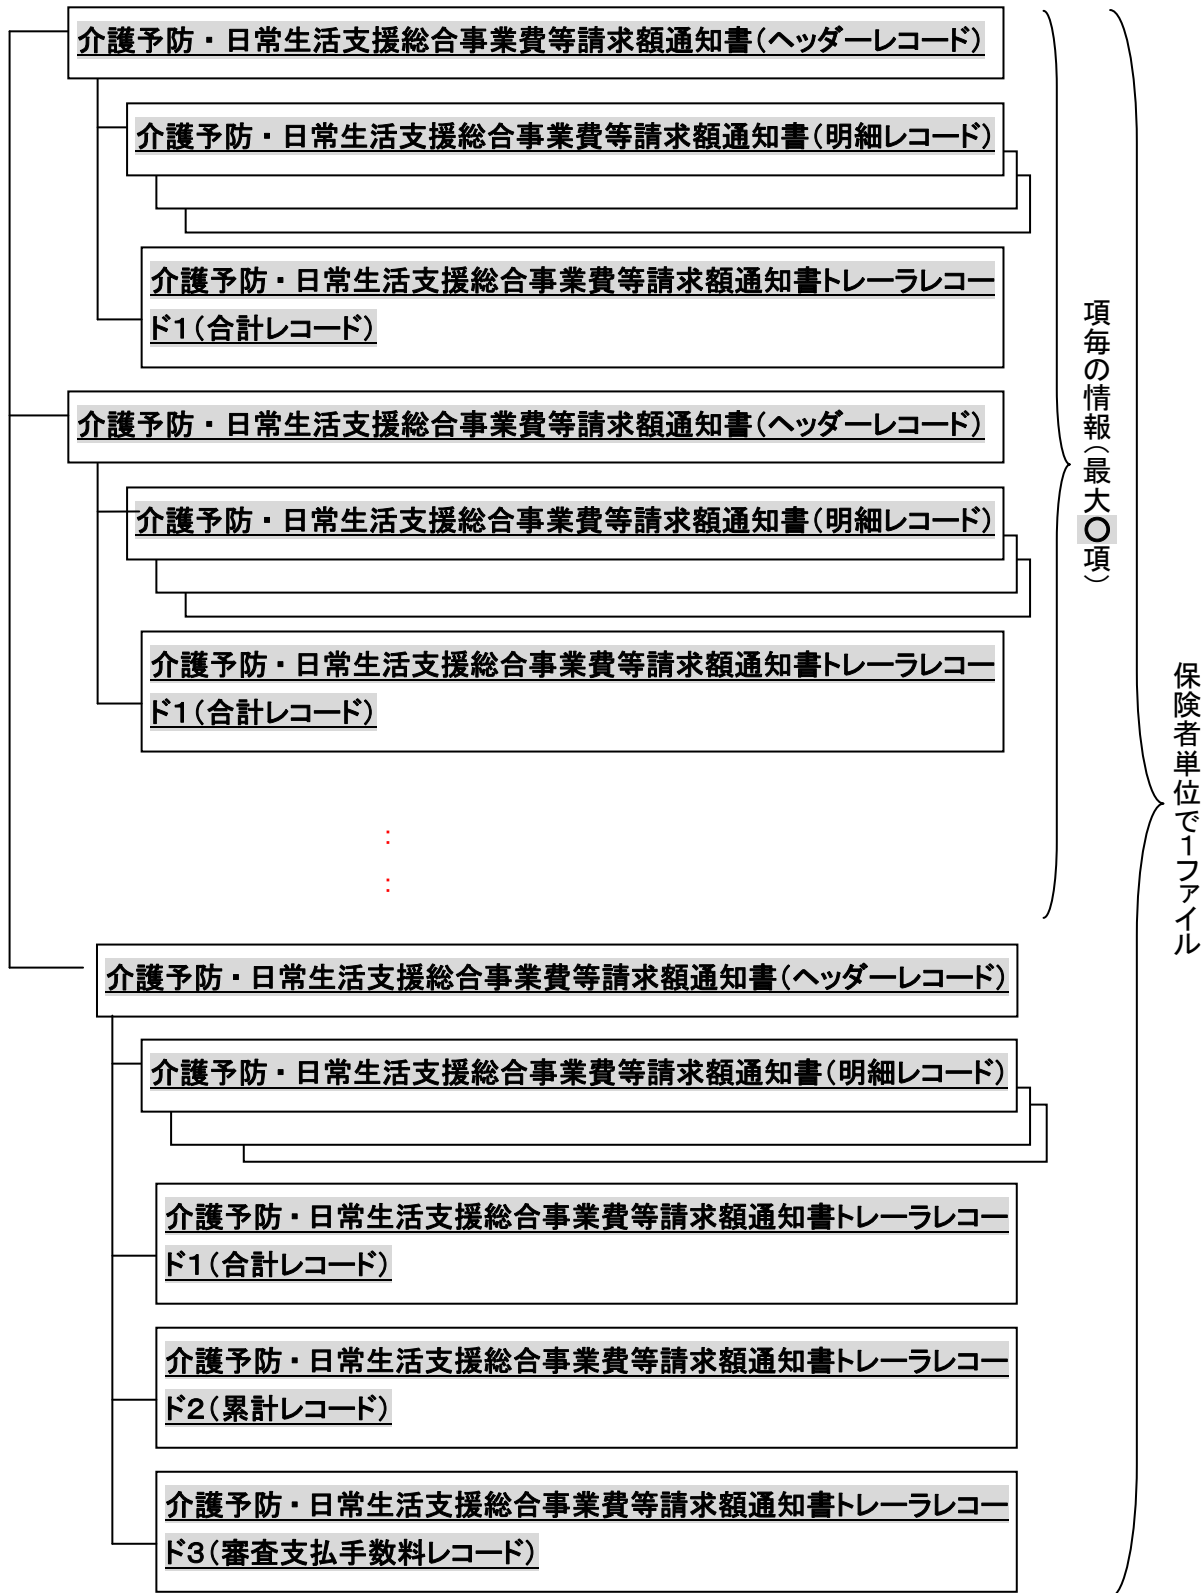 介護予防・日常生活支援総合事業費等請求額通知書(ヘッダーレコード)
介護予防・日常生活支援総合事業費等請求額通知書(明細レコード)
介護予防・日常生活支援総合事業費等請求額通知書トレーラレコー
ド1(合計レコード)
介護予防・日常生活支援総合事業費等請求額通知書(ヘッダーレコード)
介護予防・日常生活支援総合事業費等請求額通知書(明細レコード)
介護予防・日常生活支援総合事業費等請求額通知書トレーラレコー
ド1(合計レコード)
:
:
項毎の情報(最大〇項)
介護予防・日常生活支援総合事業費等請求額通知書(ヘッダーレコード)
介護予防・日常生活支援総合事業費等請求額通知書(明細レコード)
介護予防・日常生活支援総合事業費等請求額通知書トレーラレコー
ド1(合計レコード)
介護予防・日常生活支援総合事業費等請求額通知書トレーラレコー
ド2(累計レコード)
介護予防・日常生活支援総合事業費等請求額通知書トレーラレコー
ド3(審査支払手数料レコード)
保険者単位で1ファイル